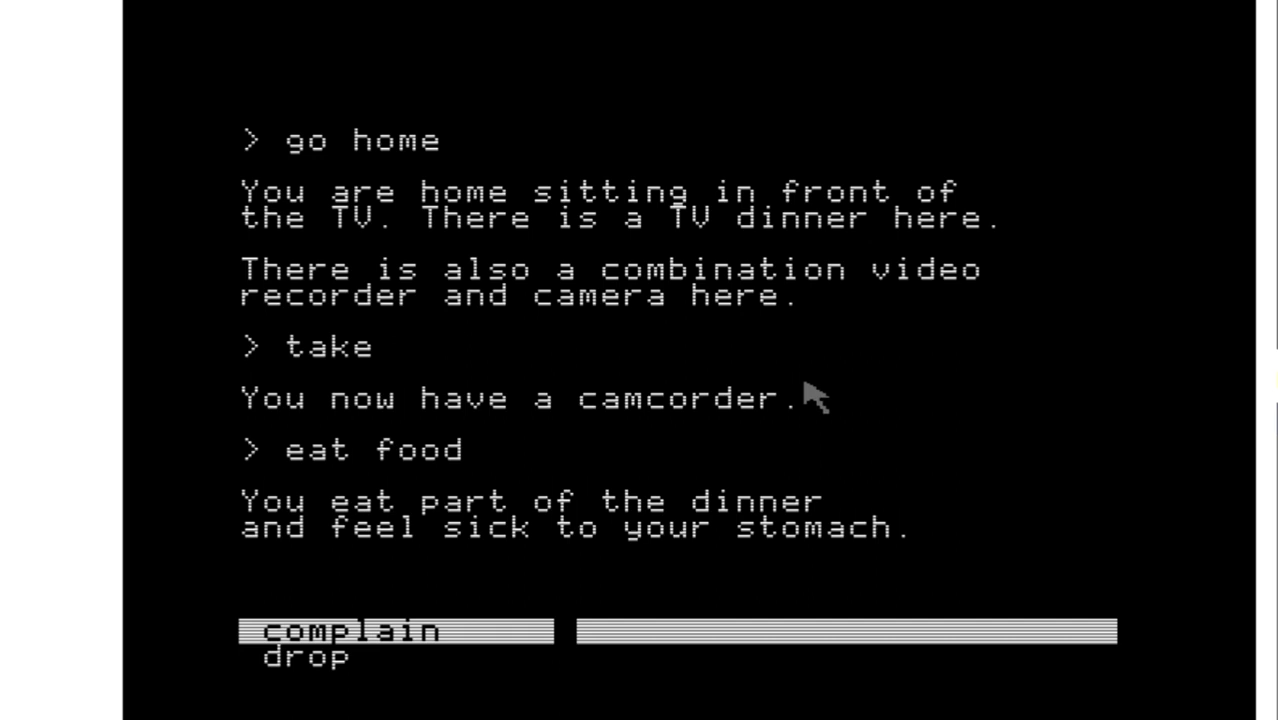 > go home
You are home sitting in front of
the TV. There is a TV dinner here.
There is also a combination video
recorder and camera here.
> take
You now have a camcorder.
> eat food
You eat part of the dinner
and feel sick to your stomach.
complain
drop